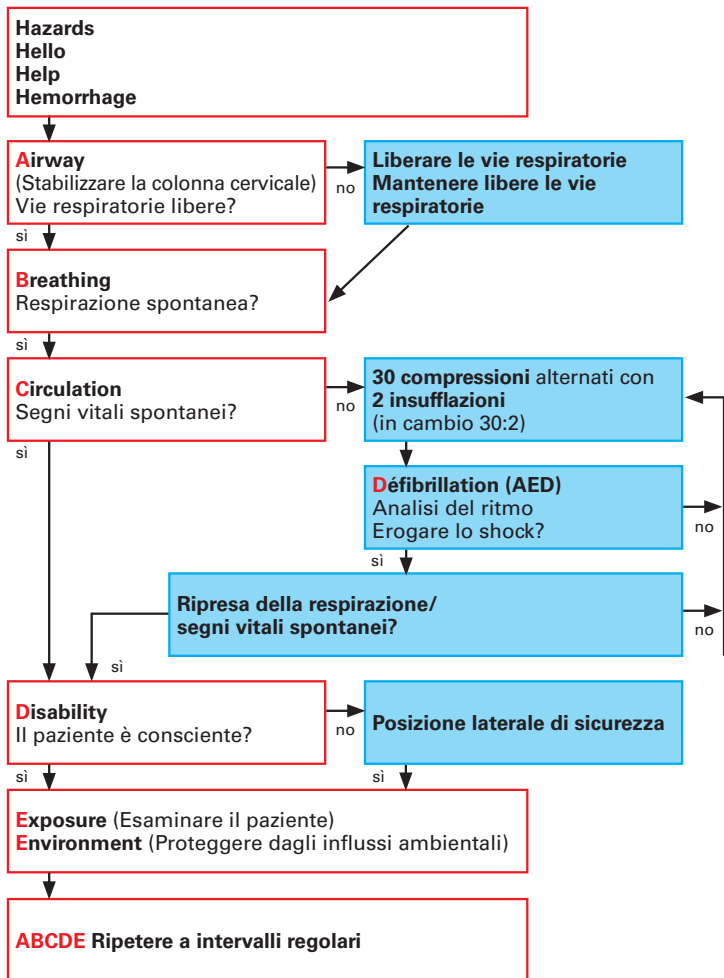 Hazards
Hello
Help
Hemorrhage
Airway
(Stabilizzare la colonna cervicale)
Vie respiratorie libere?
no
Liberare le vie respiratorie
Mantenere libere le vie
respiratorie
sì
Breathing
Respirazione spontanea?
sì
Circulation
Segni vitali spontanei?
no
30 compressioni alternati con
2 insufflazioni
(in cambio 30:2)
sì
Défibrillation (AED)
Analisi del ritmo
Erogare lo shock?
no
sì
Ripresa della respirazione/
segni vitali spontanei?
no
sì
Disability
Il paziente è consciente?
no
Posizione laterale di sicurezza
sì
sì
Exposure (Esaminare il paziente)
Environment (Proteggere dagli influssi ambientali)
ABCDE Ripetere a intervalli regolari